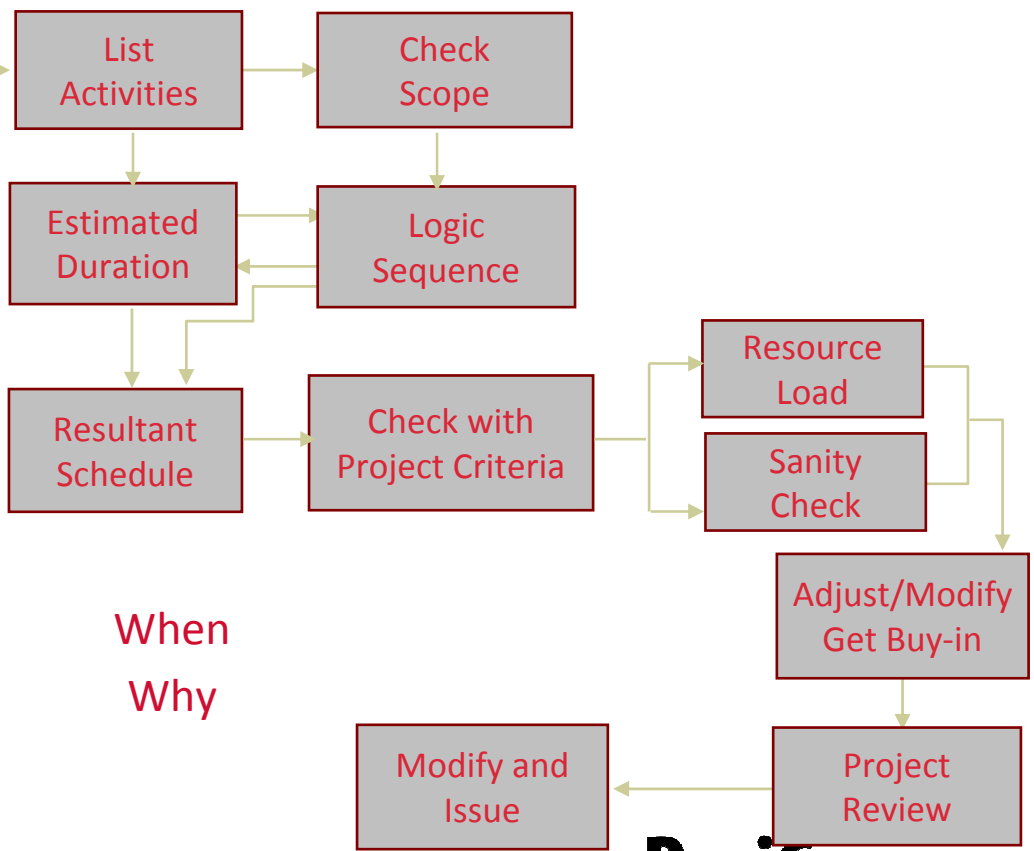 List
Activities
Check
Scope
Estimated
Duration
Logic
Sequence
Resource
Load
Resultant
Schedule
Check with
Project Criteria
Sanity
Check
When
Why
Adjust/Modify
Get Buy-in
Modify and
Issue
Project
Review